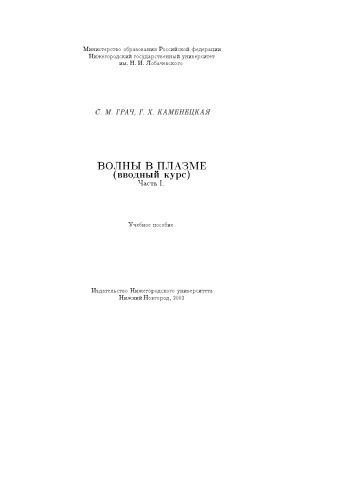 Министерство образования Российской федерации
Нижегородский государственный университет
им. Н. И. Лобачевского
С. М. ГРАЧ, Г. Х. КАМЕНЕЦКАЯ
ВОЛНЫ В ПЛАЗМЕ
(вводный курс)
Часть I.
Учебное пособие
Издательство Нижегородского университета
Нижний Новгород, 2002